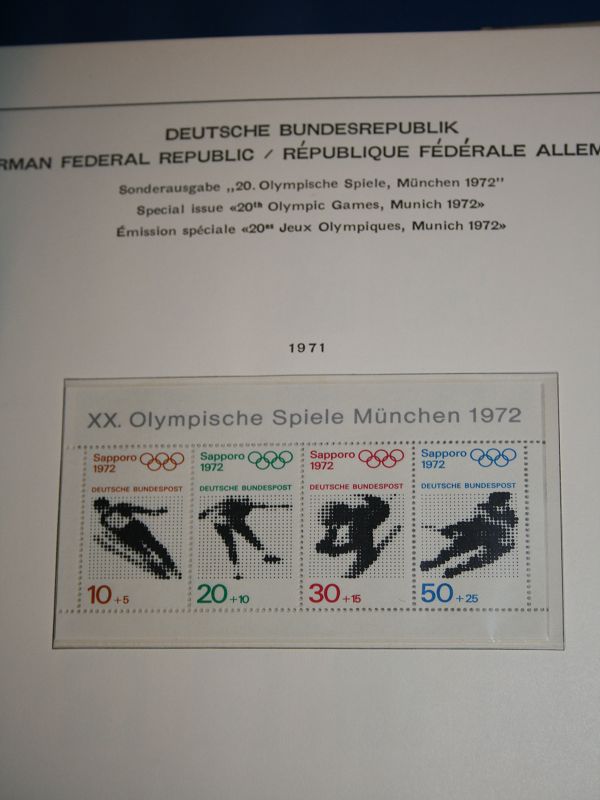 DEUTSCHE BUNDESREPUBLIK
RMAN FEDERAL REPUBLIC / RÉPUBLIQUE FÉDÉRALE ALLEM
Sonderausgabe „20. Olympische Spiele, München 1972"
Special issue «20th Olympic Games, Munich 1972»
Émission spéciale «20es Jeux Olympiques, Munich 1972»
1971
XX. Olympische Spiele München 1972
Sapporo
1972
DEUTSCHE BUNDESPOST
10 +5
Sapporo
1972
DEUTSCHE BUNDESPOST
20 +10
Sapporo
1972
DEUTSCHE BUNDESPOST
30 +15
Sapporo
1972
DEUTSCHE BUNDESPOST
50 +25